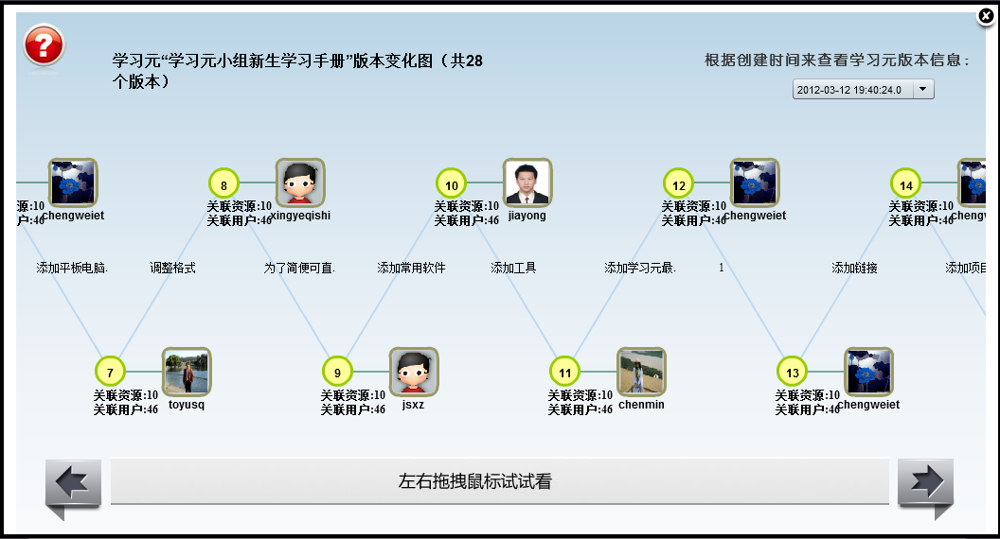 学习元“学习元小组新生学习手册”版本变化图（共28
个版本）
根据创建时间来查看学习元版本信息：
2012-03-12 19:40:24.0
源:10
户:46
chengweiet
8
关联资源:10
关联用户:46
xingyeqishi
10
关联资源:10
关联用户:46
jiayong
12
关联资源:10
关联用户:46
chengweiet
14
关联资源:10
关联用户:46
chengv
添加平板电脑.
调整格式
为了简便可直.
添加常用软件
添加工具
添加学习元最.
1
添加链接
添加项目
7
关联资源:10
关联用户:46
toyusq
9
关联资源:10
关联用户:46
jsxz
11
关联资源:10
关联用户:46
chenmin
13
关联资源:10
关联用户:46
chengweiet
左右拖拽鼠标试试看